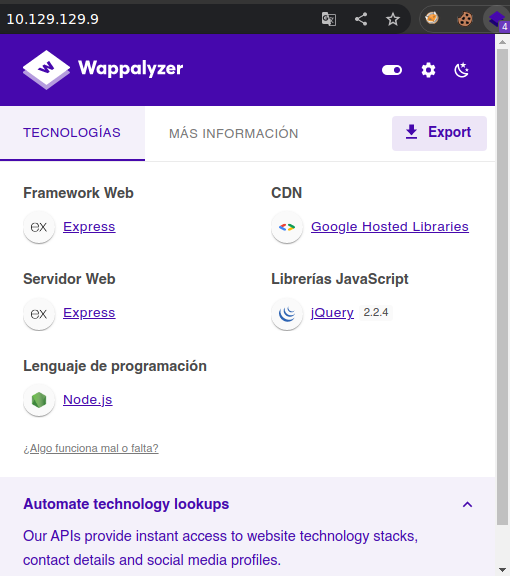 10.129.129.9
4
Wappalyzer
TECNOLOGÍAS
MÁS INFORMACIÓN
Export
Framework Web
Express
CDN
Google Hosted Libraries
Servidor Web
Express
Librerías JavaScript
jQuery 2.2.4
Lenguaje de programación
Node.js
¿Algo funciona mal o falta?
Automate technology lookups
Our APIs provide instant access to website technology stacks,
contact details and social media profiles.